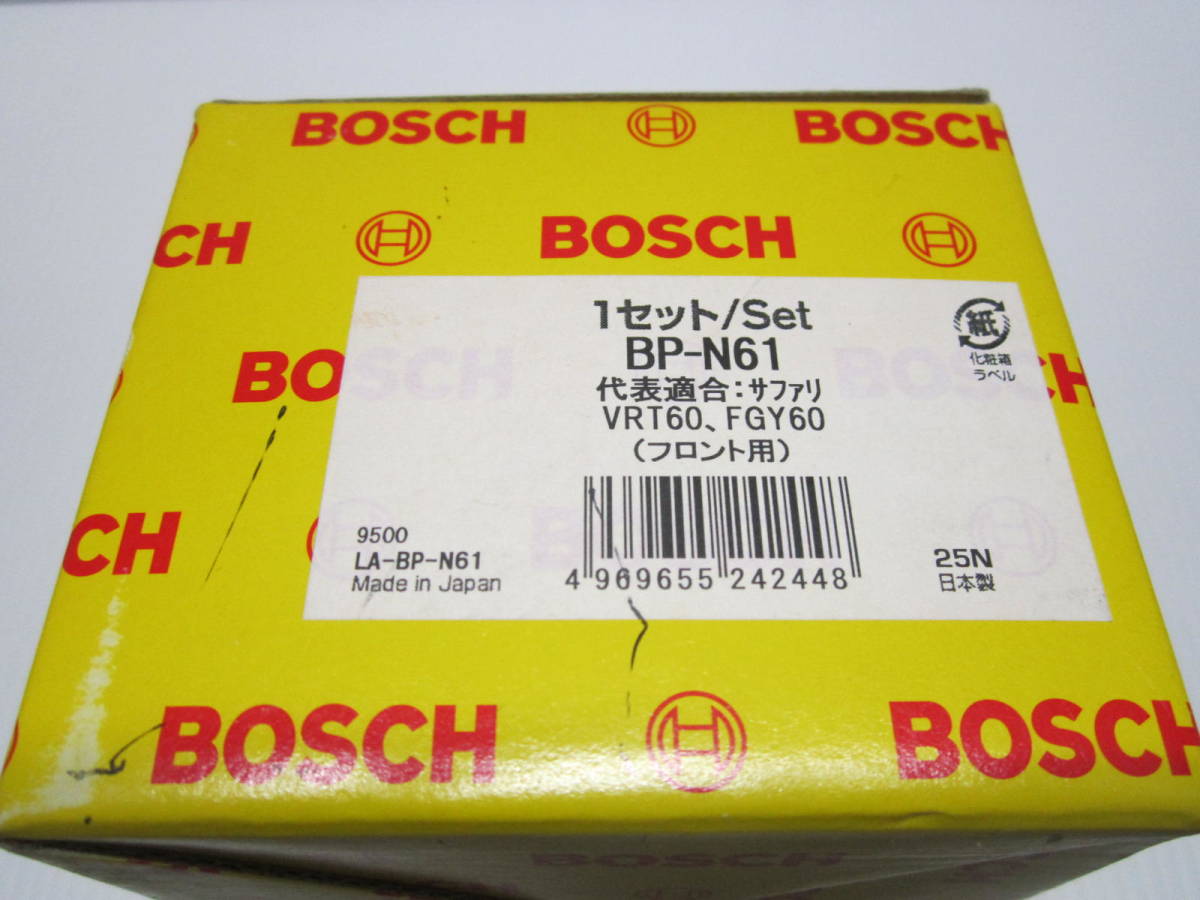 BOSCH BOSCH
CH BOSCH
1セット/Set
BP-N61
代表適合:サファリ
VRT60、FGY60
(フロント用)
紙
化粧箱
ラベル
BOSCH
9500
LA-BP-N61
Made in Japan
4 969655 242448
25N
日本製
CH
BOSCH BOSCH